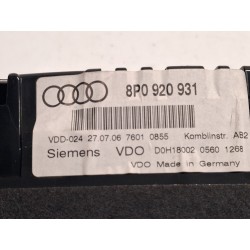 8P0 920 931
VDD-024 27.07.06 7601 0855 Kombiinstr. AB2
Siemens VDO D0H18002 0560 1268
VDO Made in Germany